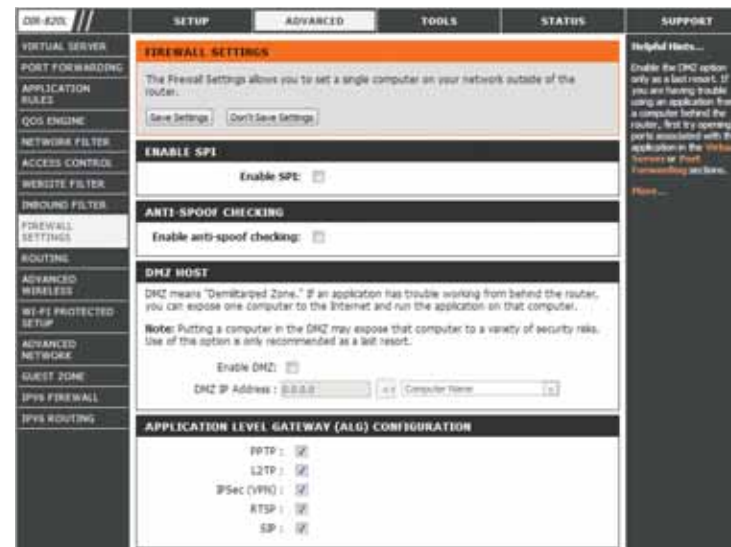 DIR-820L
SETUP
ADVANCED
TOOLS
STATUS
SUPPORT
VIRTUAL SERVER
PORT FORWARDING
APPLICATION
RULES
QOS ENGINE
NETWORK FILTER
ACCESS CONTROL
WEBSITE FILTER
INBOUND FILTER
FIREWALL
SETTINGS
ROUTING
ADVANCED
WIRELESS
WI-FI PROTECTED
SETUP
ADVANCED
NETWORK
GUEST ZONE
IPV6 FIREWALL
IPV6 ROUTING
FIREWALL SETTINGS
The Firewall Settings allows you to set a single computer on your network outside of the
router.
Save Settings
Don't Save Settings
ENABLE SPI
Enable SPI:
ANTI-SPOOF CHECKING
Enable anti-spoof checking:
DMZ HOST
DMZ means "Demilitarized Zone." If an application has trouble working from behind the router,
you can expose one computer to the Internet and run the application on that computer.
Note: Putting a computer in the DMZ may expose that computer to a variety of security risks.
Use of this option is only recommended as a last resort.
Enable DMZ:
DMZ IP Address : 0.0.0.0
<<
Computer Name
APPLICATION LEVEL GATEWAY (ALG) CONFIGURATION
PPTP :
L2TP :
IPSec (VPN) :
RTSP :
SIP :
Helpful Hints...
Enable the DMZ option
only as a last resort. If
you are having trouble
using an application from
a computer behind the
router, first try opening
ports associated with the
application in the Virtual
Server or Port
Forwarding sections.
More...